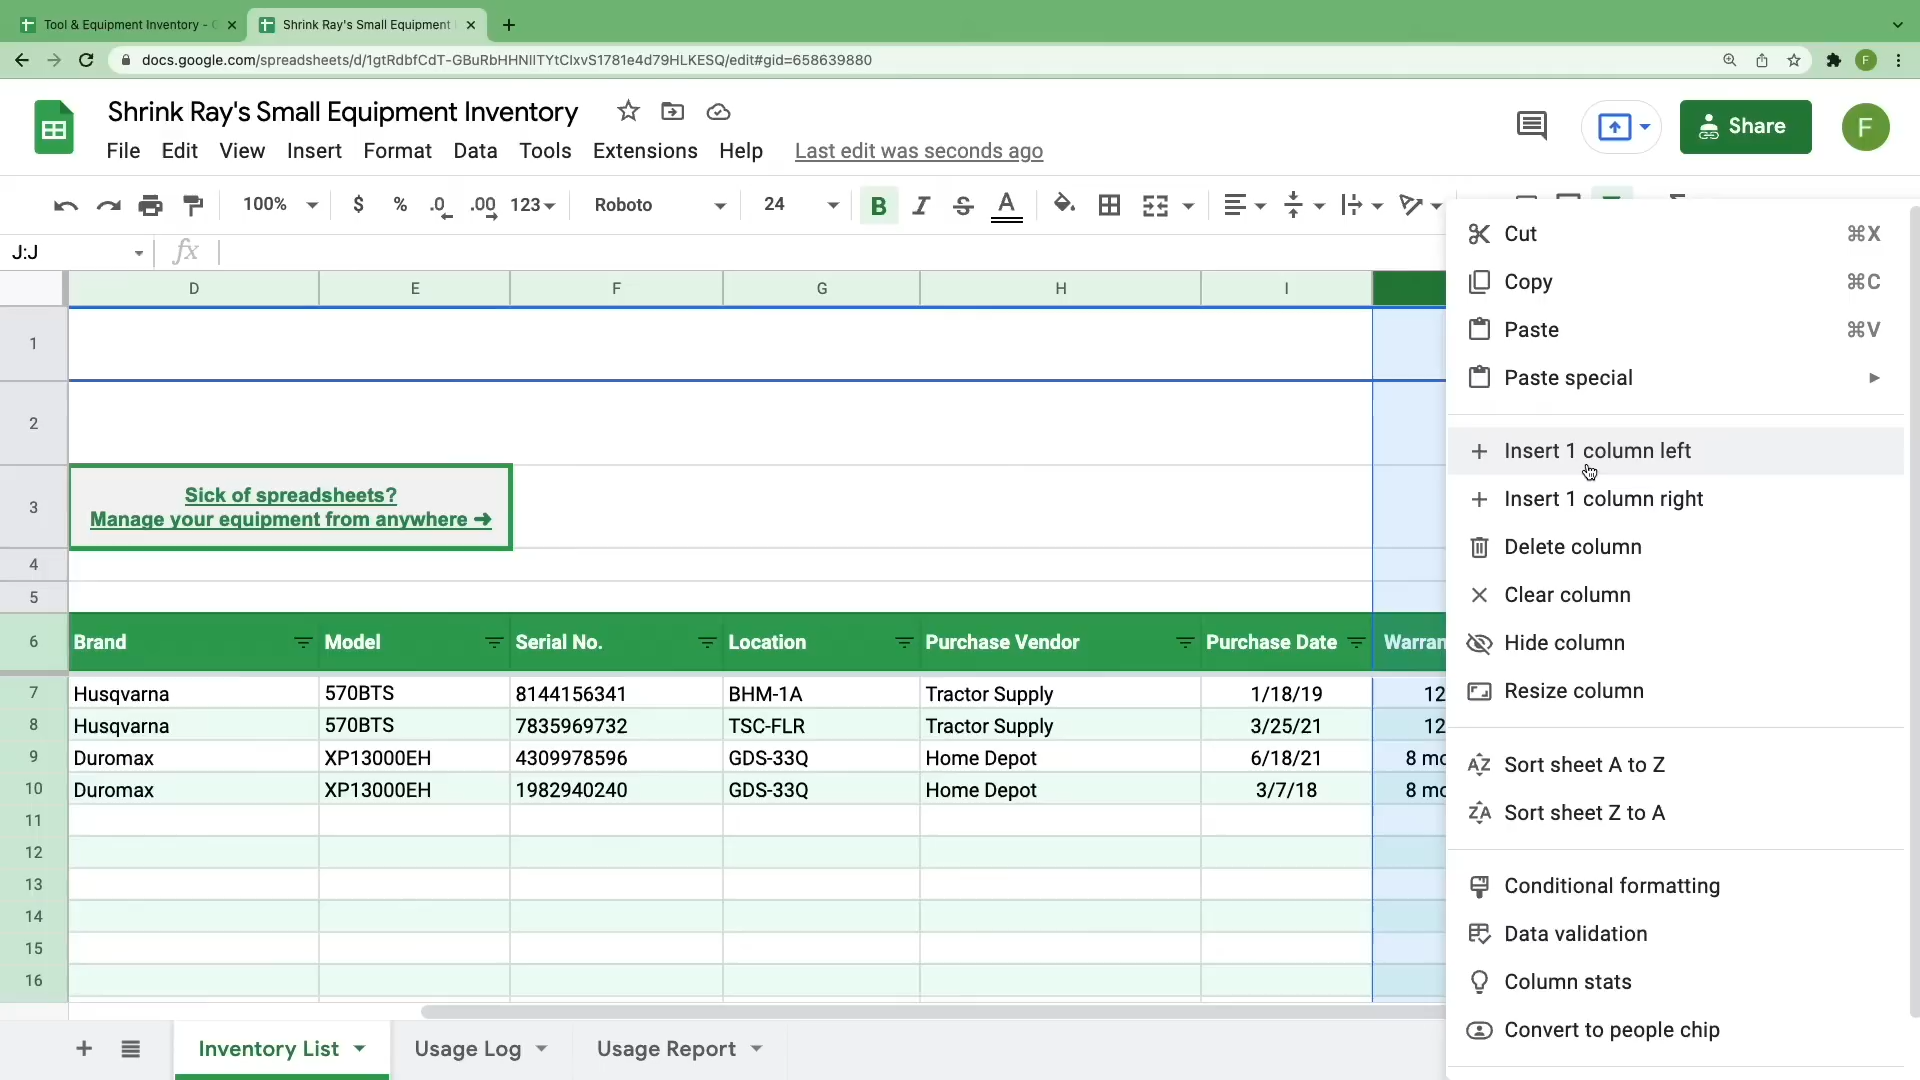 Tool & Equipment Inventory -
Shrink Ray's Small Equipment
docs.google.com/spreadsheets/d/1gtRdbfCdT-GBuRbHHNIITYtCIxvS1781e4d79HLKESQ/edit#gid=658639880
F
Shrink Ray's Small Equipment Inventory
File Edit View Insert Format Data Tools Extensions Help Last edit was seconds ago
Share
F
100% $ % .0 .00 123 Roboto 24 B I S A
J:J fx
D E F G H I
1
2
3 Sick of spreadsheets?
Manage your equipment from anywhere ➜
4
5
6 Brand Model Serial No. Location Purchase Vendor Purchase Date Warran
7 Husqvarna 570BTS 8144156341 BHM-1A Tractor Supply 1/18/19 12
8 Husqvarna 570BTS 7835969732 TSC-FLR Tractor Supply 3/25/21 12
9 Duromax XP13000EH 4309978596 GDS-33Q Home Depot 6/18/21 8 mo
10 Duromax XP13000EH 1982940240 GDS-33Q Home Depot 3/7/18 8 mo
11
12
13
14
15
16
Cut ⌘X
Copy ⌘C
Paste ⌘V
Paste special
Insert 1 column left
Insert 1 column right
Delete column
Clear column
Hide column
Resize column
Sort sheet A to Z
Sort sheet Z to A
Conditional formatting
Data validation
Column stats
Convert to people chip
Inventory List Usage Log Usage Report